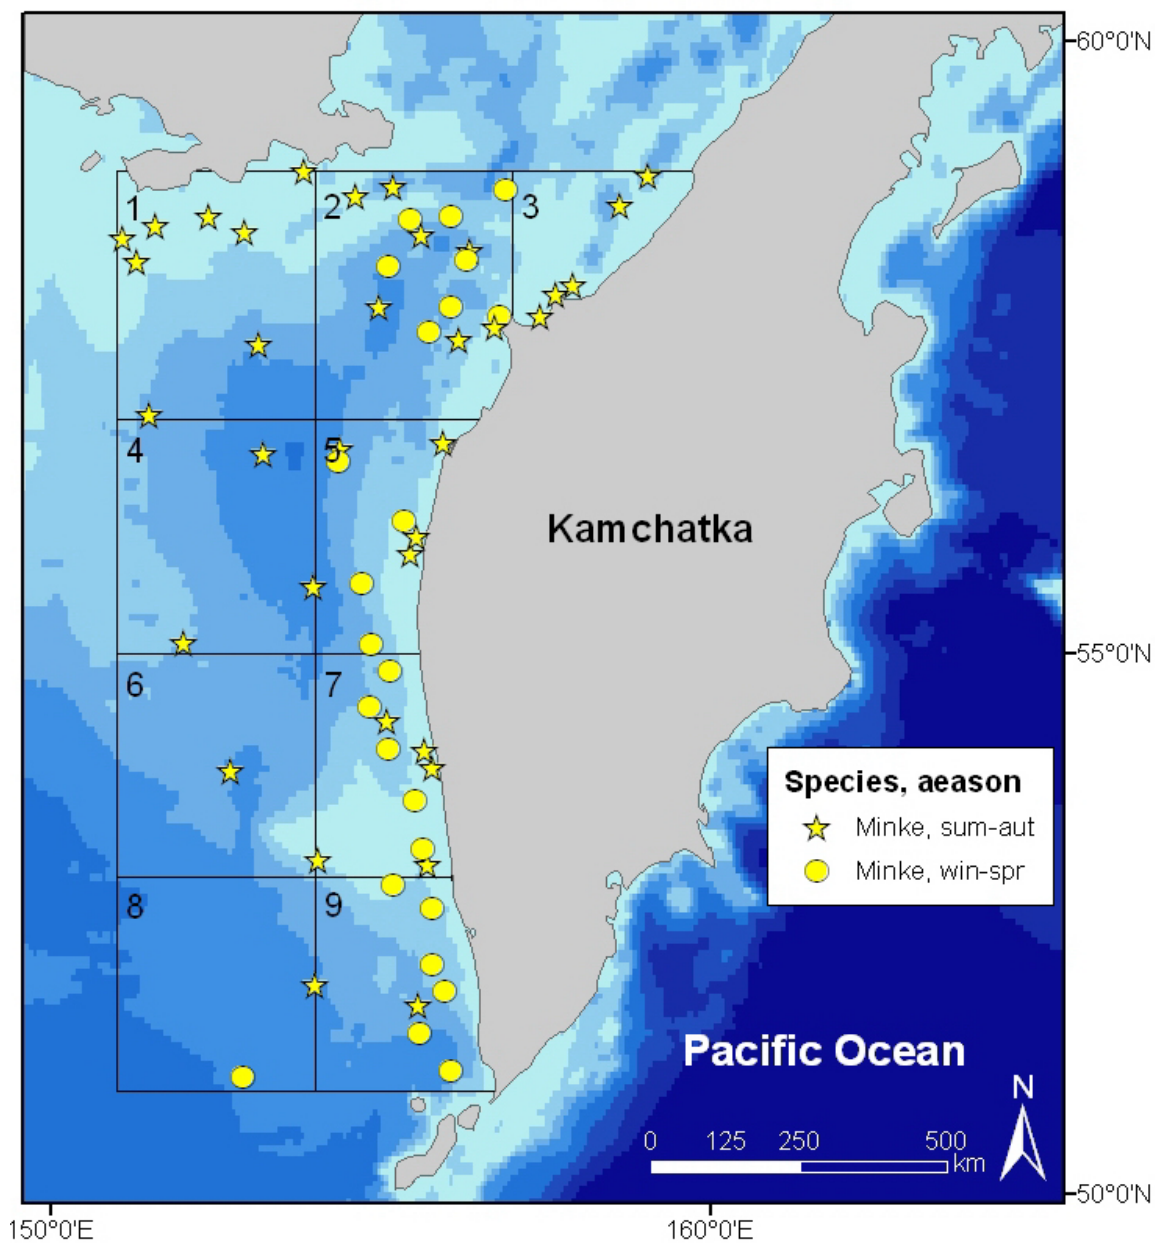 60°0'N
1
2
3
4
5
Kamchatka
55°0'N
6
7
Species, aeason
Minke, sum-aut
Minke, win-spr
8
9
Pacific Ocean
N
0 125 250 500
km
50°0'N
150°0'E
160°0'E